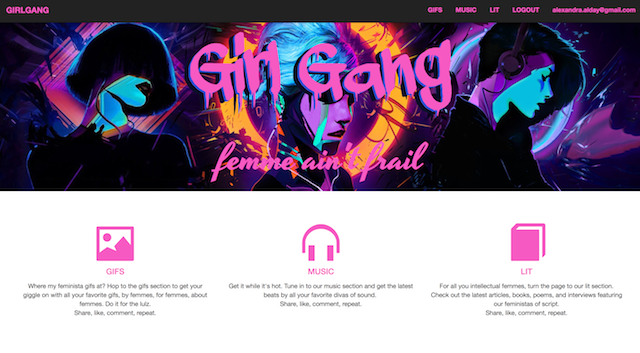 GIRLGANG GIFS MUSIC LIT LOGOUT alexandra.alday@gmail.com
Girl Gang
femme ain't frail
GIFS
Where my feminista gifs at? Hop to the gifs section to get your
giggle on with all your favorite gifs, by femmes, for femmes, about
femmes. Do it for the lulz.
Share, like, comment, repeat.
MUSIC
Get it while it's hot. Tune in to our music section and get the latest
beats by all your favorite divas of sound.
Share, like, comment, repeat.
LIT
For all you intellectual femmes, turn the page to our lit section.
Check out the latest articles, books, poems, and interviews featuring
our feministas of script.
Share, like, comment, repeat.